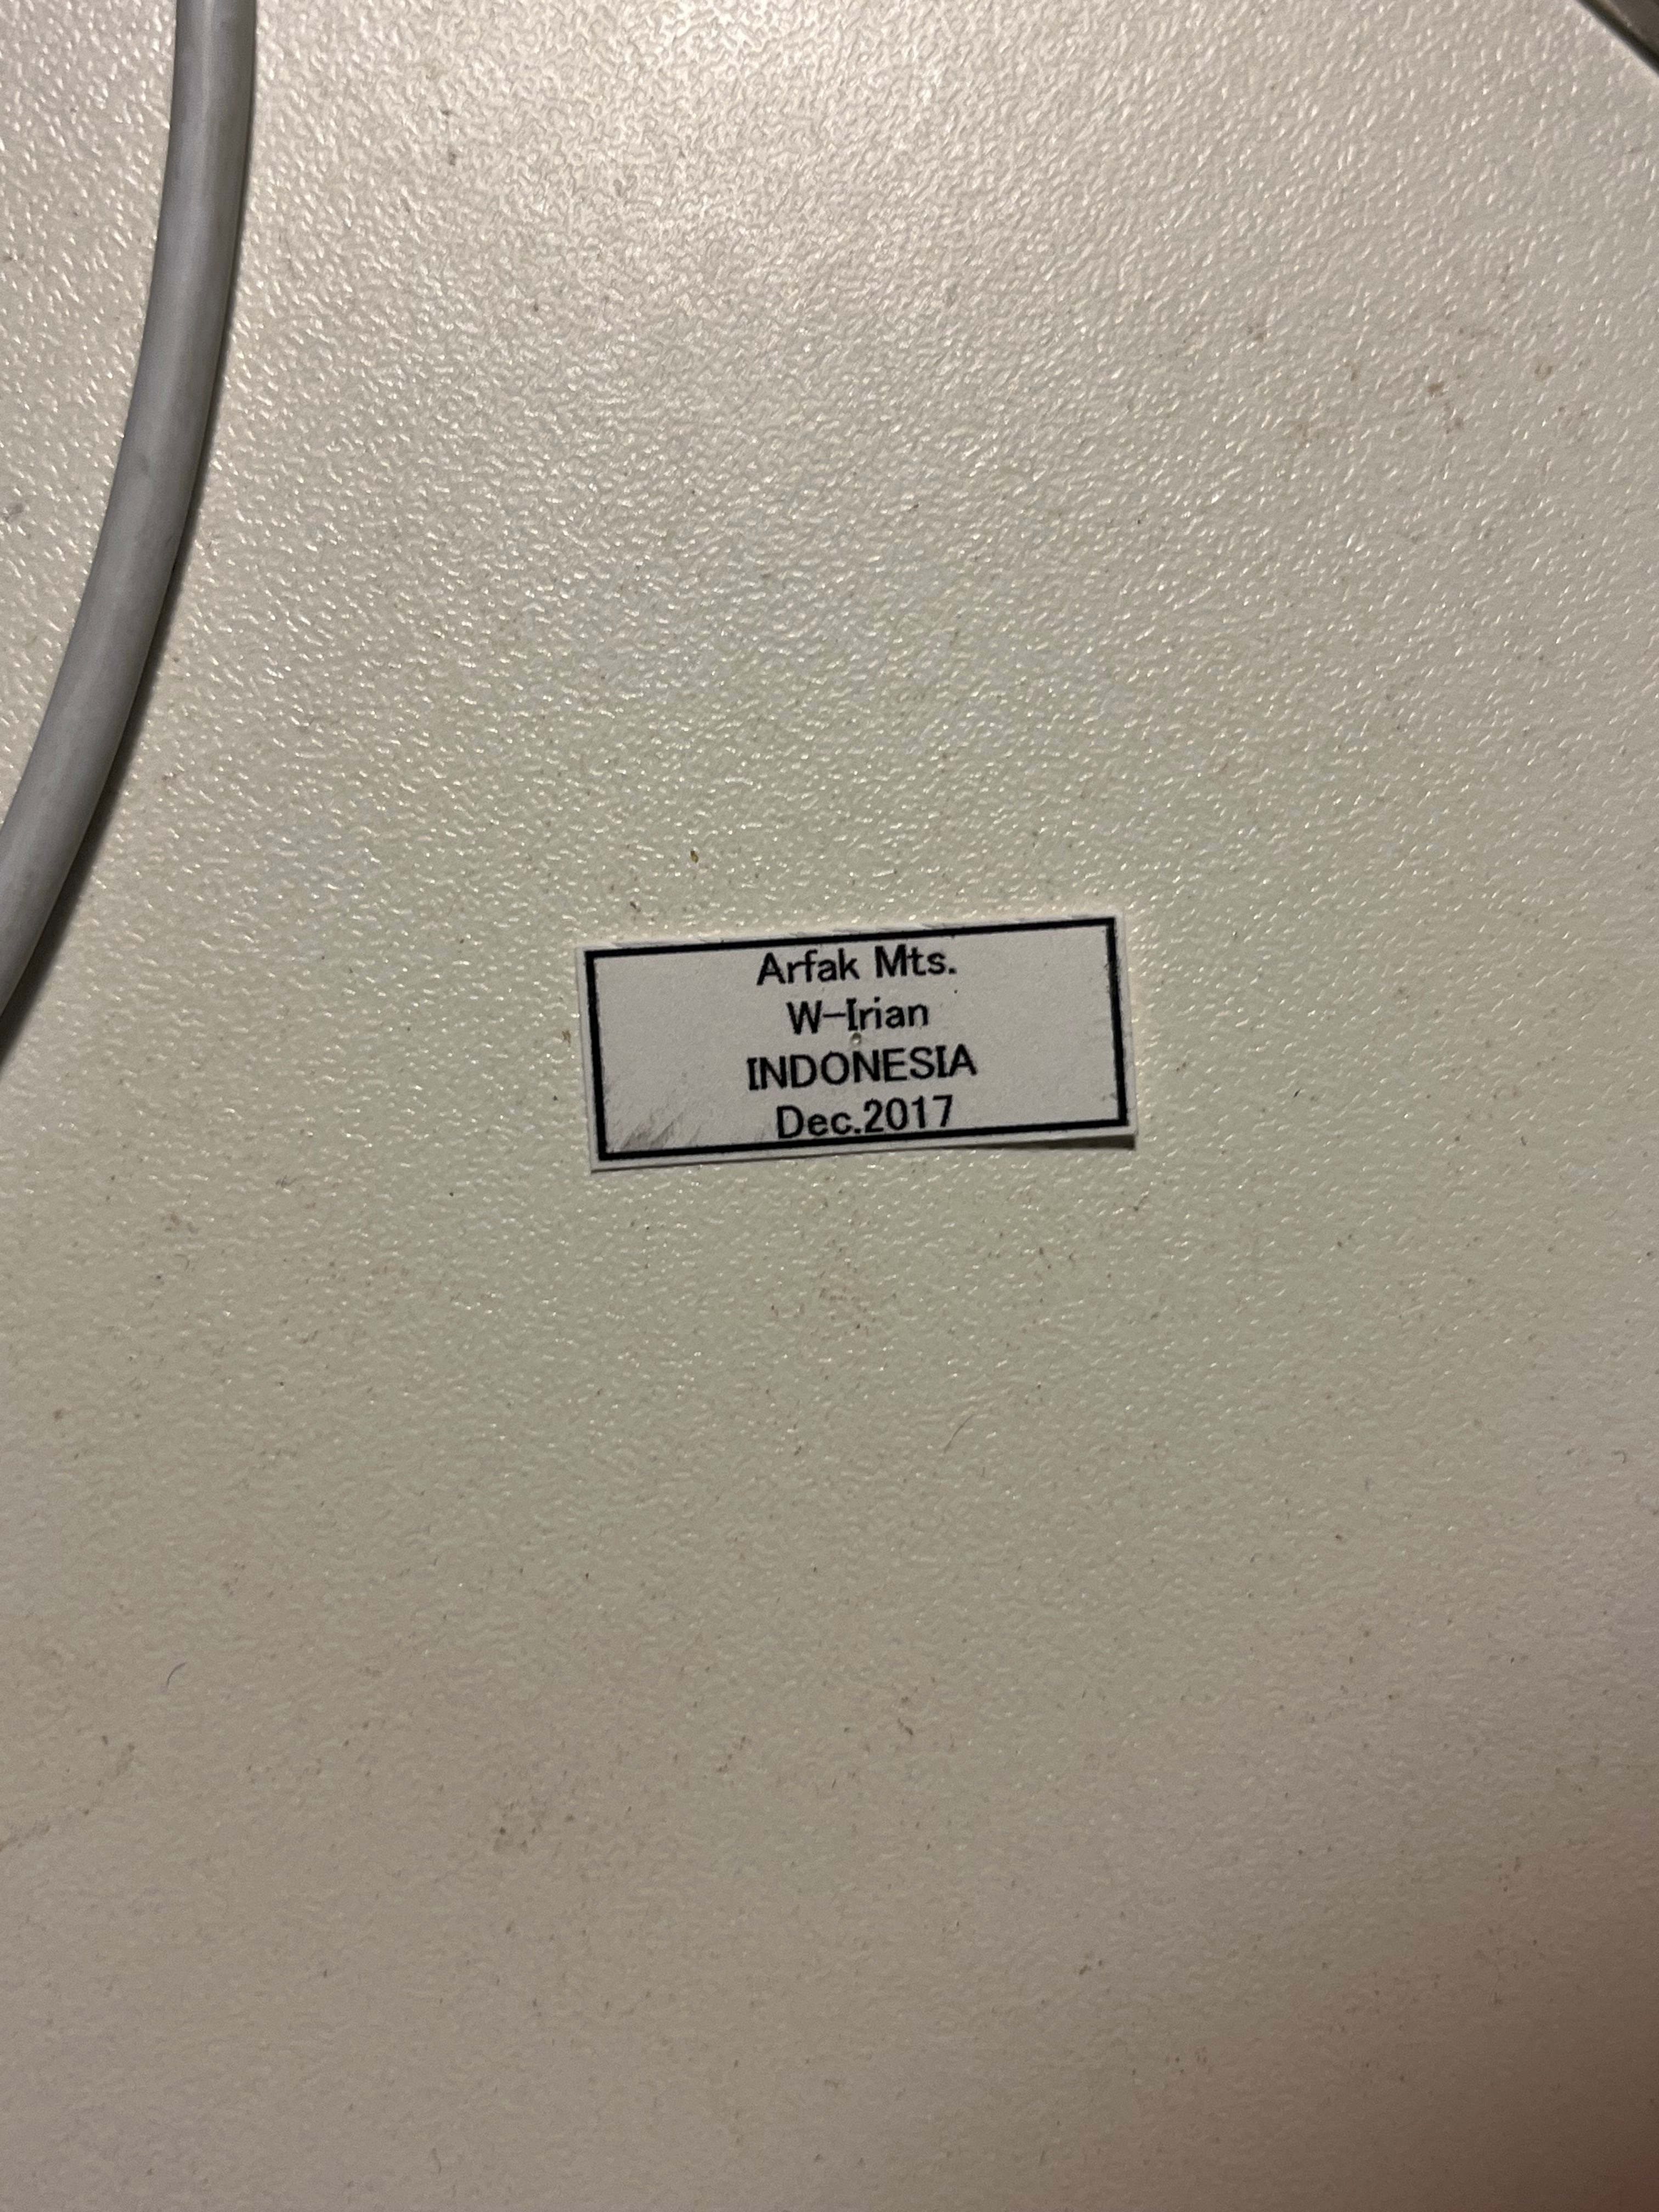 Arfak Mts.
W-Irian
INDONESIA
Dec.2017